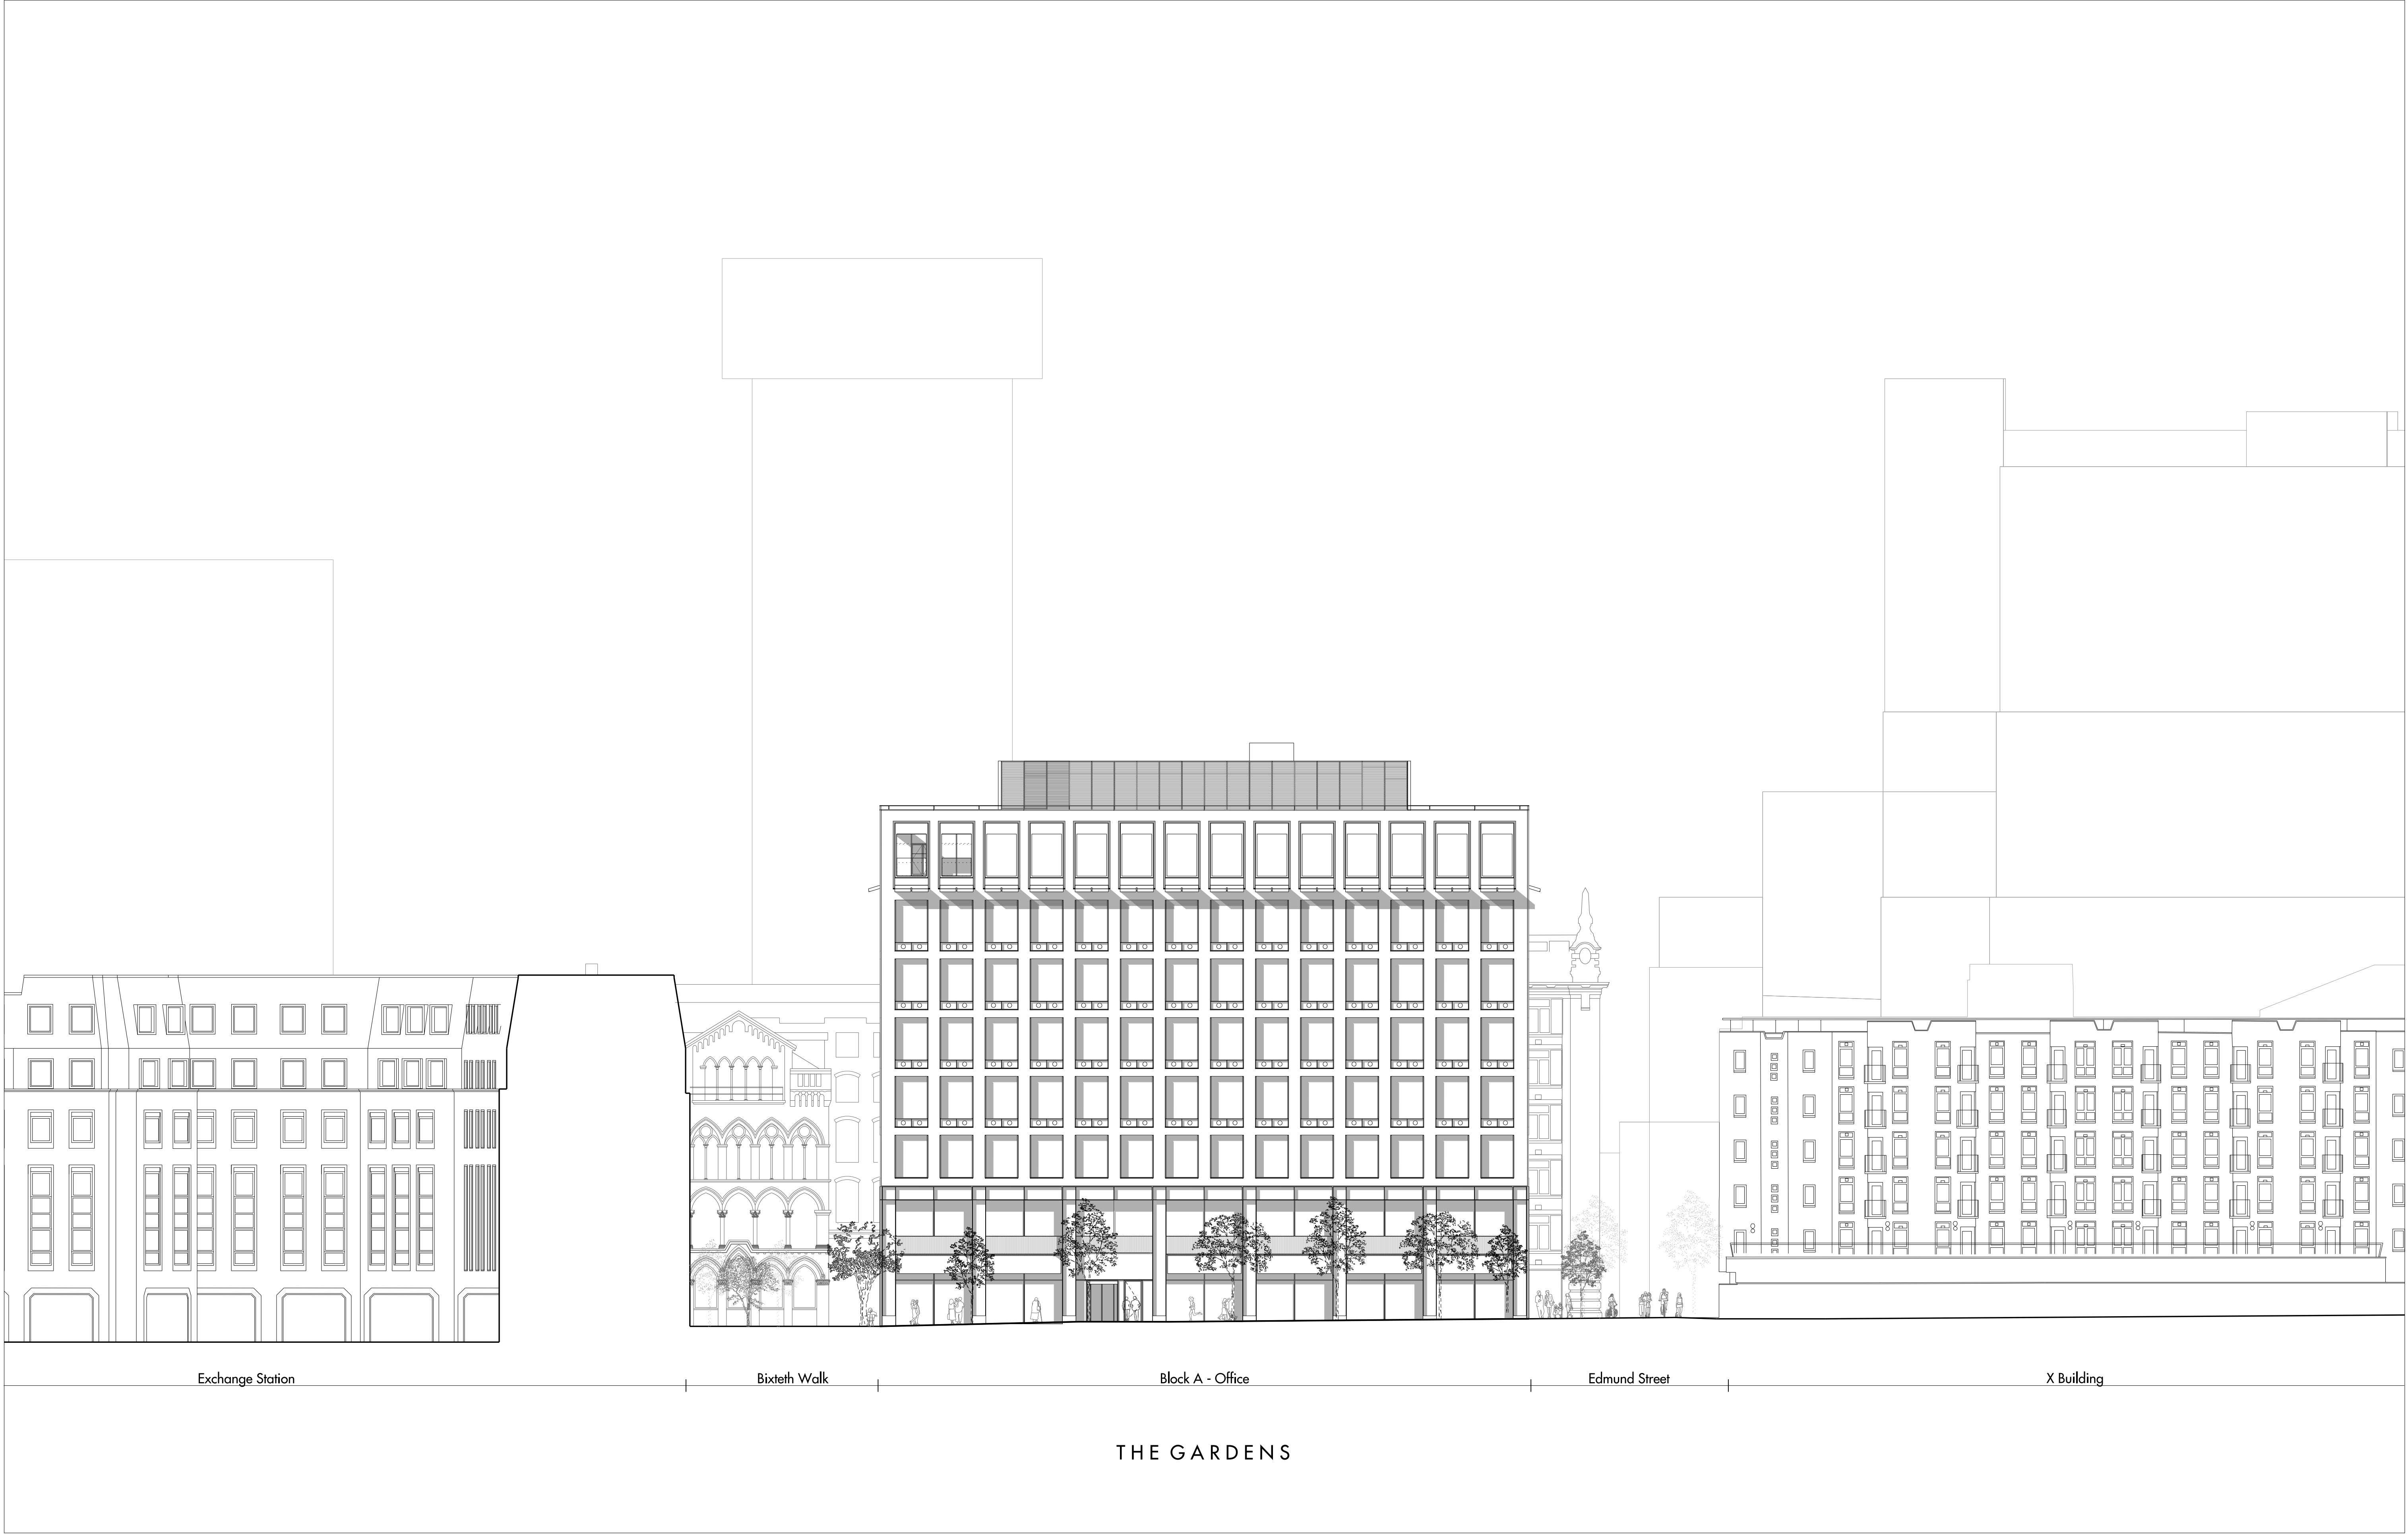 Exchange Station
Bixteth Walk
Block A - Office
Edmund Street
X Building
THE GARDENS